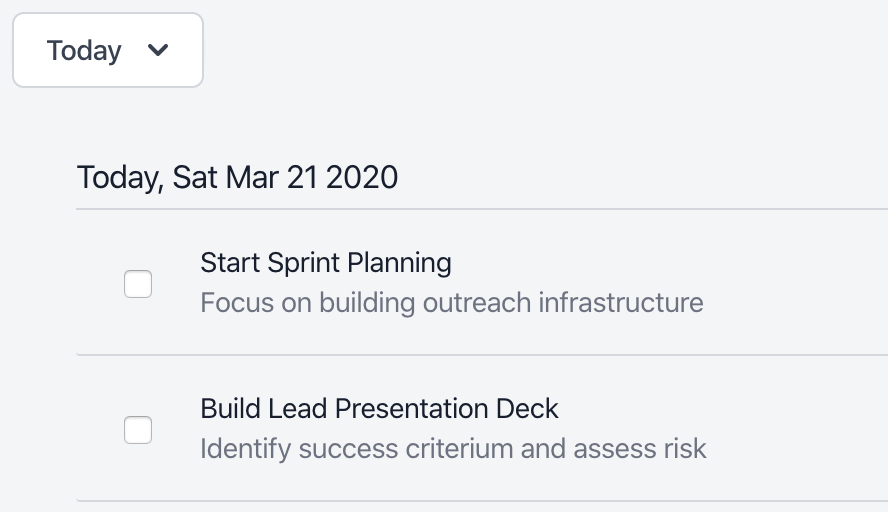 Today
Today, Sat Mar 21 2020
Start Sprint Planning
Focus on building outreach infrastructure
Build Lead Presentation Deck
Identify success criterium and assess risk